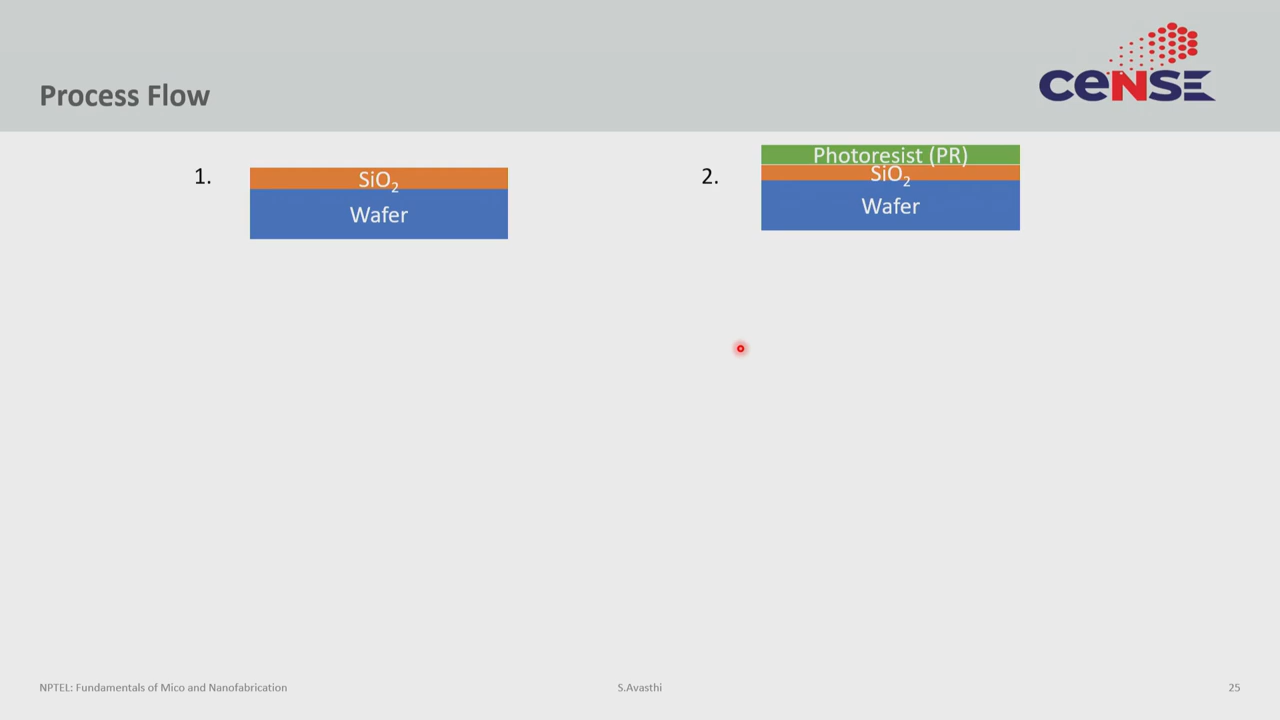 Process Flow
ceNSE
1.
SiO₂
Wafer
2.
Photoresist (PR)
SiO₂
Wafer
NPTEL: Fundamentals of Mico and Nanofabrication
S.Avasthi
25